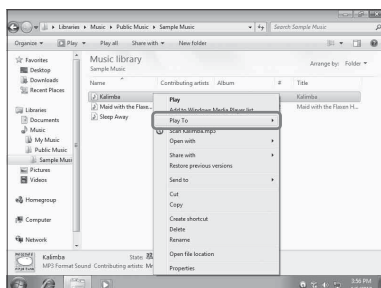 Libraries ▸ Music ▸ Public Music ▸ Sample Music
Search Sample Music
Organize
Play
Play all
Share with
New folder
Favorites
Desktop
Downloads
Recent Places
Libraries
Documents
Music
My Music
Public Music
Sample Musi
Pictures
Videos
Homegroup
Computer
Network
Music library
Sample Music
Arrange by: Folder
Name
Contributing artists
Album
#
Title
Kalimba
Kalimba
Maid with the Flaxe...
Maid with the Flaxen H...
Sleep Away
Play
Add to Windows Media Player list
Play To
Scan Kalimba.mp3
Open with
Share with
Restore previous versions
Send to
Cut
Copy
Create shortcut
Delete
Rename
Open file location
Properties
Kalimba
State:
MP3 Format Sound
Contributing artists:
3:56 PM